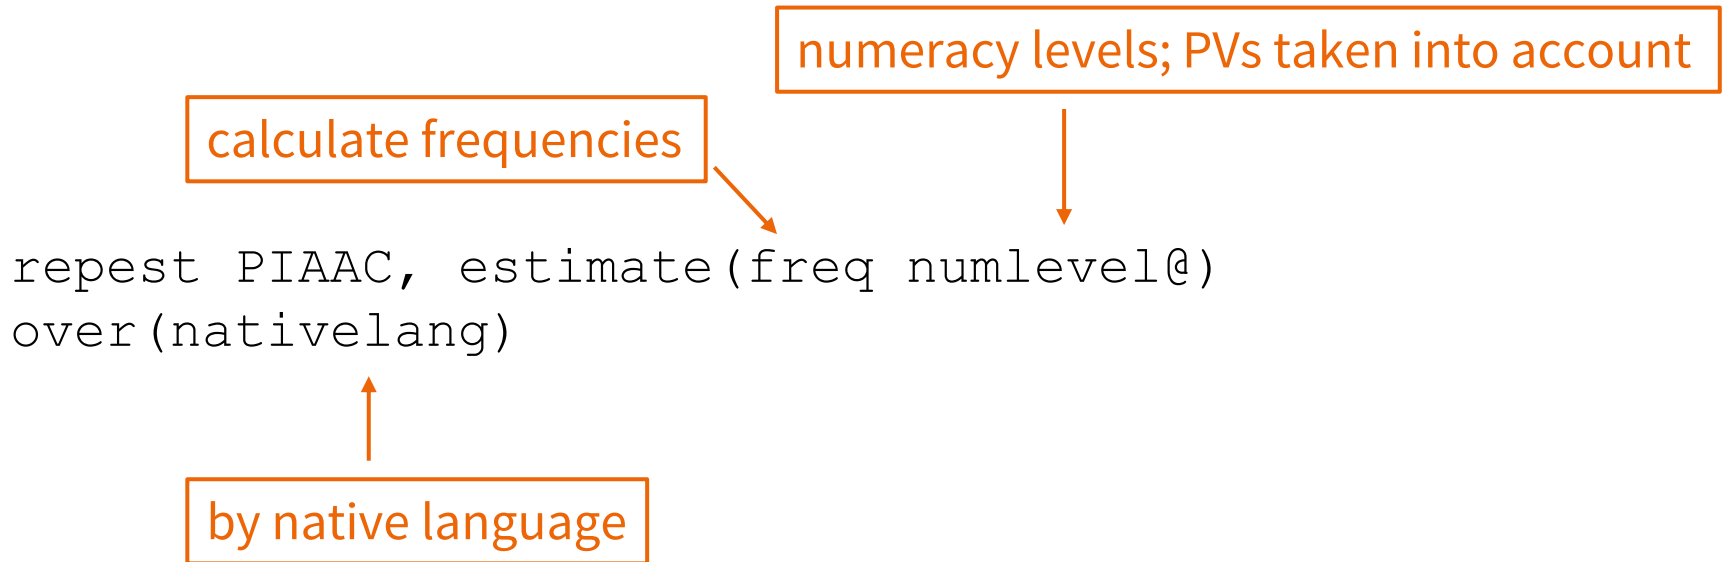 numeracy levels; PVs taken into account
calculate frequencies
repest PIAAC, estimate(freq numlevel@)
over(nativelang)
by native language